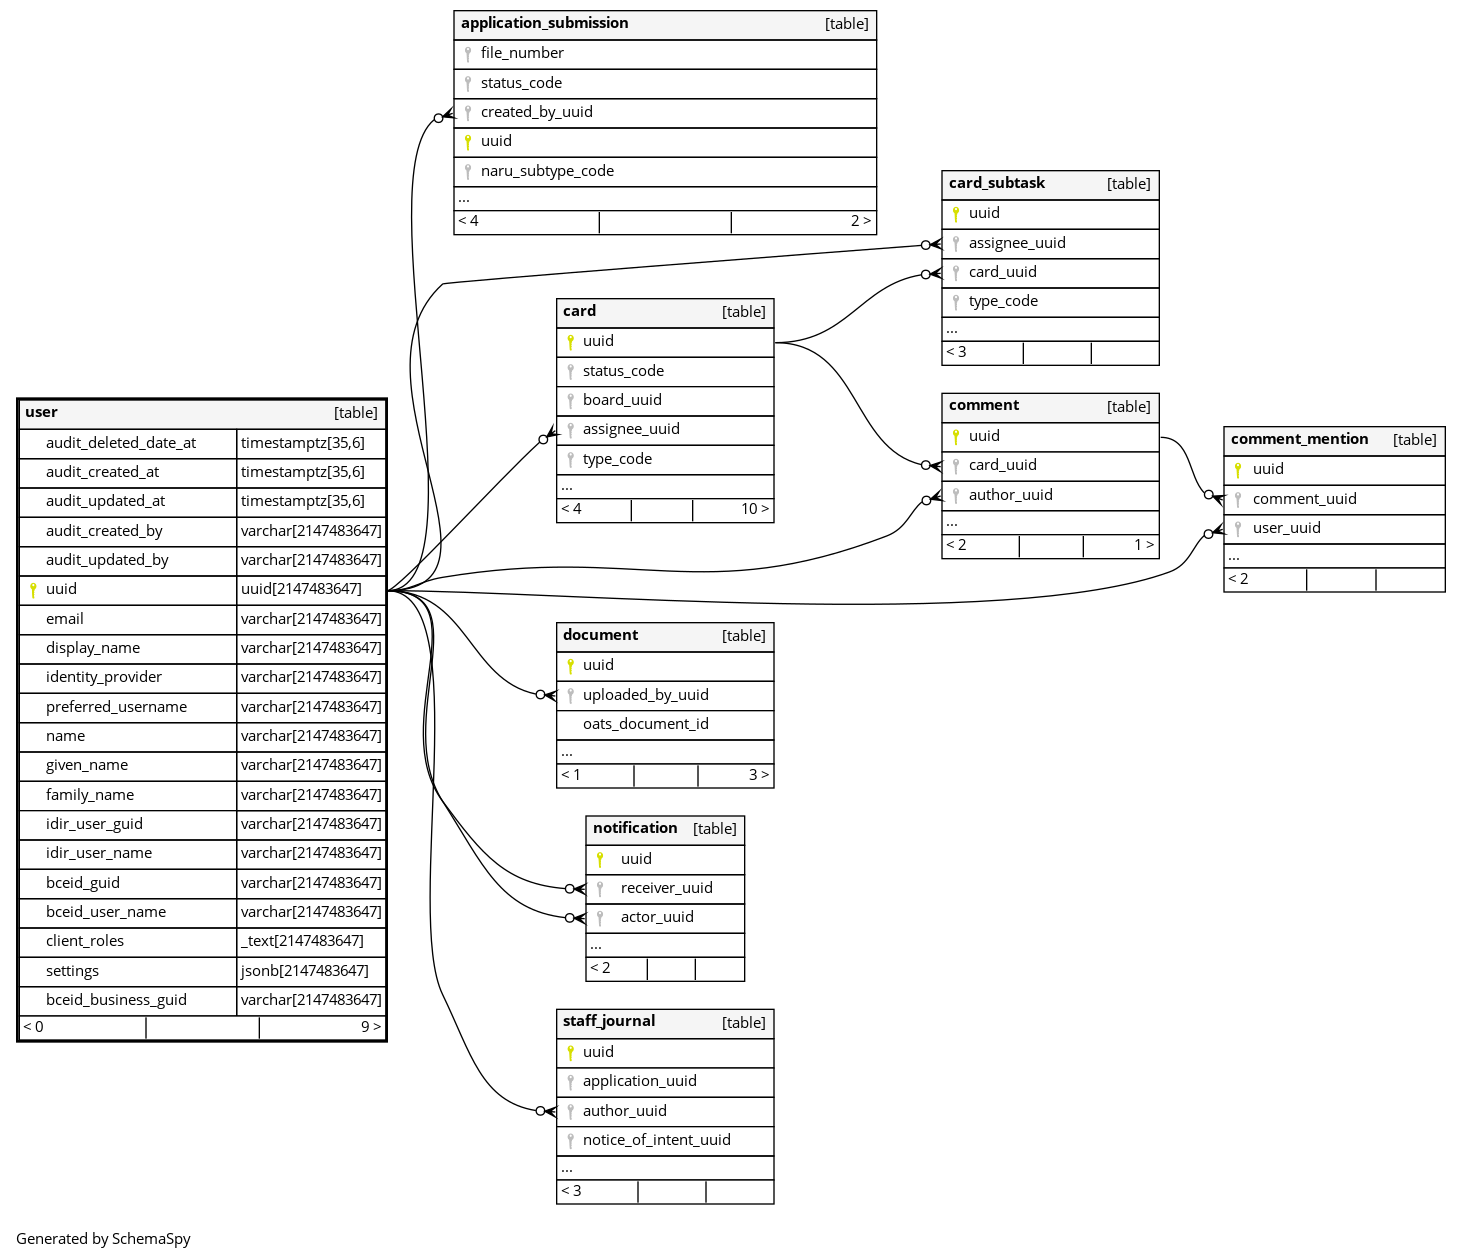 application_submission [table]
file_number
status_code
created_by_uuid
uuid
naru_subtype_code
...
< 4 2 >
card_subtask [table]
uuid
assignee_uuid
card_uuid
type_code
...
< 3
card [table]
uuid
status_code
board_uuid
assignee_uuid
type_code
...
< 4 10 >
comment [table]
uuid
card_uuid
author_uuid
...
< 2 1 >
comment_mention [table]
uuid
comment_uuid
user_uuid
...
< 2
user [table]
audit_deleted_date_at timestamptz[35,6]
audit_created_at timestamptz[35,6]
audit_updated_at timestamptz[35,6]
audit_created_by varchar[2147483647]
audit_updated_by varchar[2147483647]
uuid uuid[2147483647]
email varchar[2147483647]
display_name varchar[2147483647]
identity_provider varchar[2147483647]
preferred_username varchar[2147483647]
name varchar[2147483647]
given_name varchar[2147483647]
family_name varchar[2147483647]
idir_user_guid varchar[2147483647]
idir_user_name varchar[2147483647]
bceid_guid varchar[2147483647]
bceid_user_name varchar[2147483647]
client_roles _text[2147483647]
settings jsonb[2147483647]
bceid_business_guid varchar[2147483647]
< 0 9 >
document [table]
uuid
uploaded_by_uuid
oats_document_id
...
< 1 3 >
notification [table]
uuid
receiver_uuid
actor_uuid
...
< 2
staff_journal [table]
uuid
application_uuid
author_uuid
notice_of_intent_uuid
...
< 3
Generated by SchemaSpy